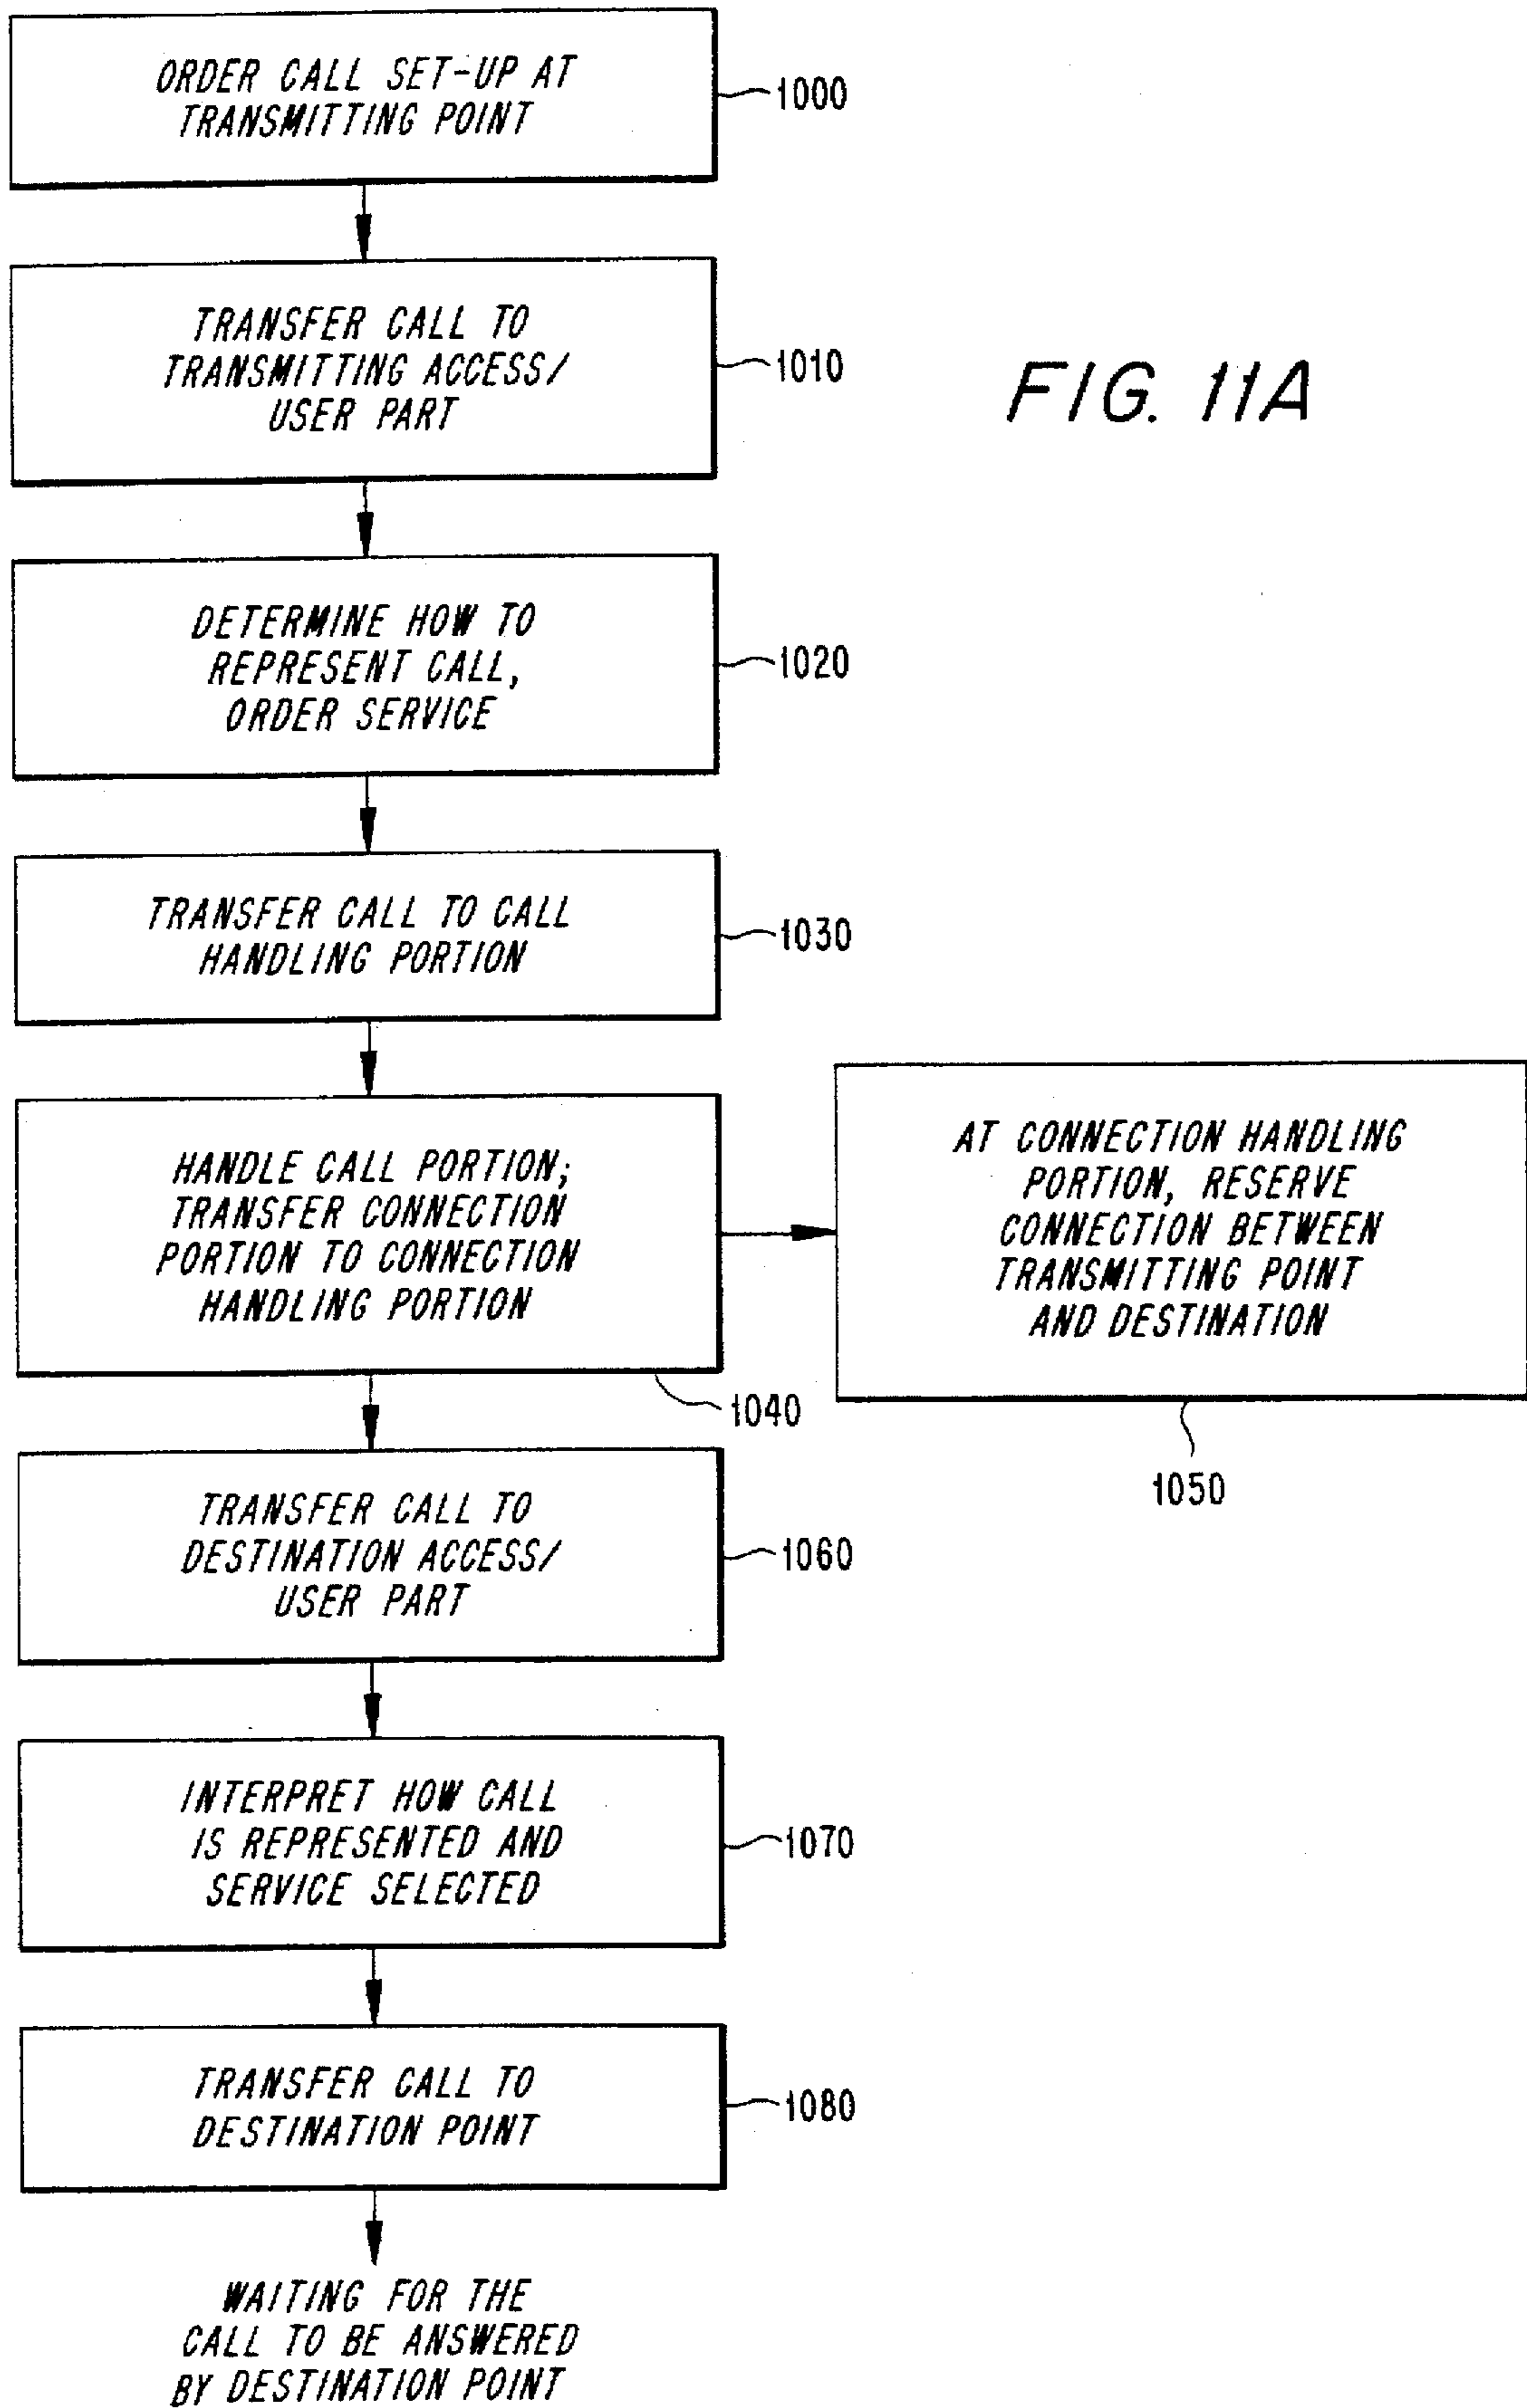 ORDER CALL SET-UP AT
TRANSMITTING POINT
1000
TRANSFER CALL TO
TRANSMITTING ACCESS/
USER PART
1010
FIG. 11A
DETERMINE HOW TO
REPRESENT CALL,
ORDER SERVICE
1020
TRANSFER CALL TO CALL
HANDLING PORTION
1030
HANDLE CALL PORTION;
TRANSFER CONNECTION
PORTION TO CONNECTION
HANDLING PORTION
1040
AT CONNECTION HANDLING
PORTION, RESERVE
CONNECTION BETWEEN
TRANSMITTING POINT
AND DESTINATION
1050
TRANSFER CALL TO
DESTINATION ACCESS/
USER PART
1060
INTERPRET HOW CALL
IS REPRESENTED AND
SERVICE SELECTED
1070
TRANSFER CALL TO
DESTINATION POINT
1080
WAITING FOR THE
CALL TO BE ANSWERED
BY DESTINATION POINT